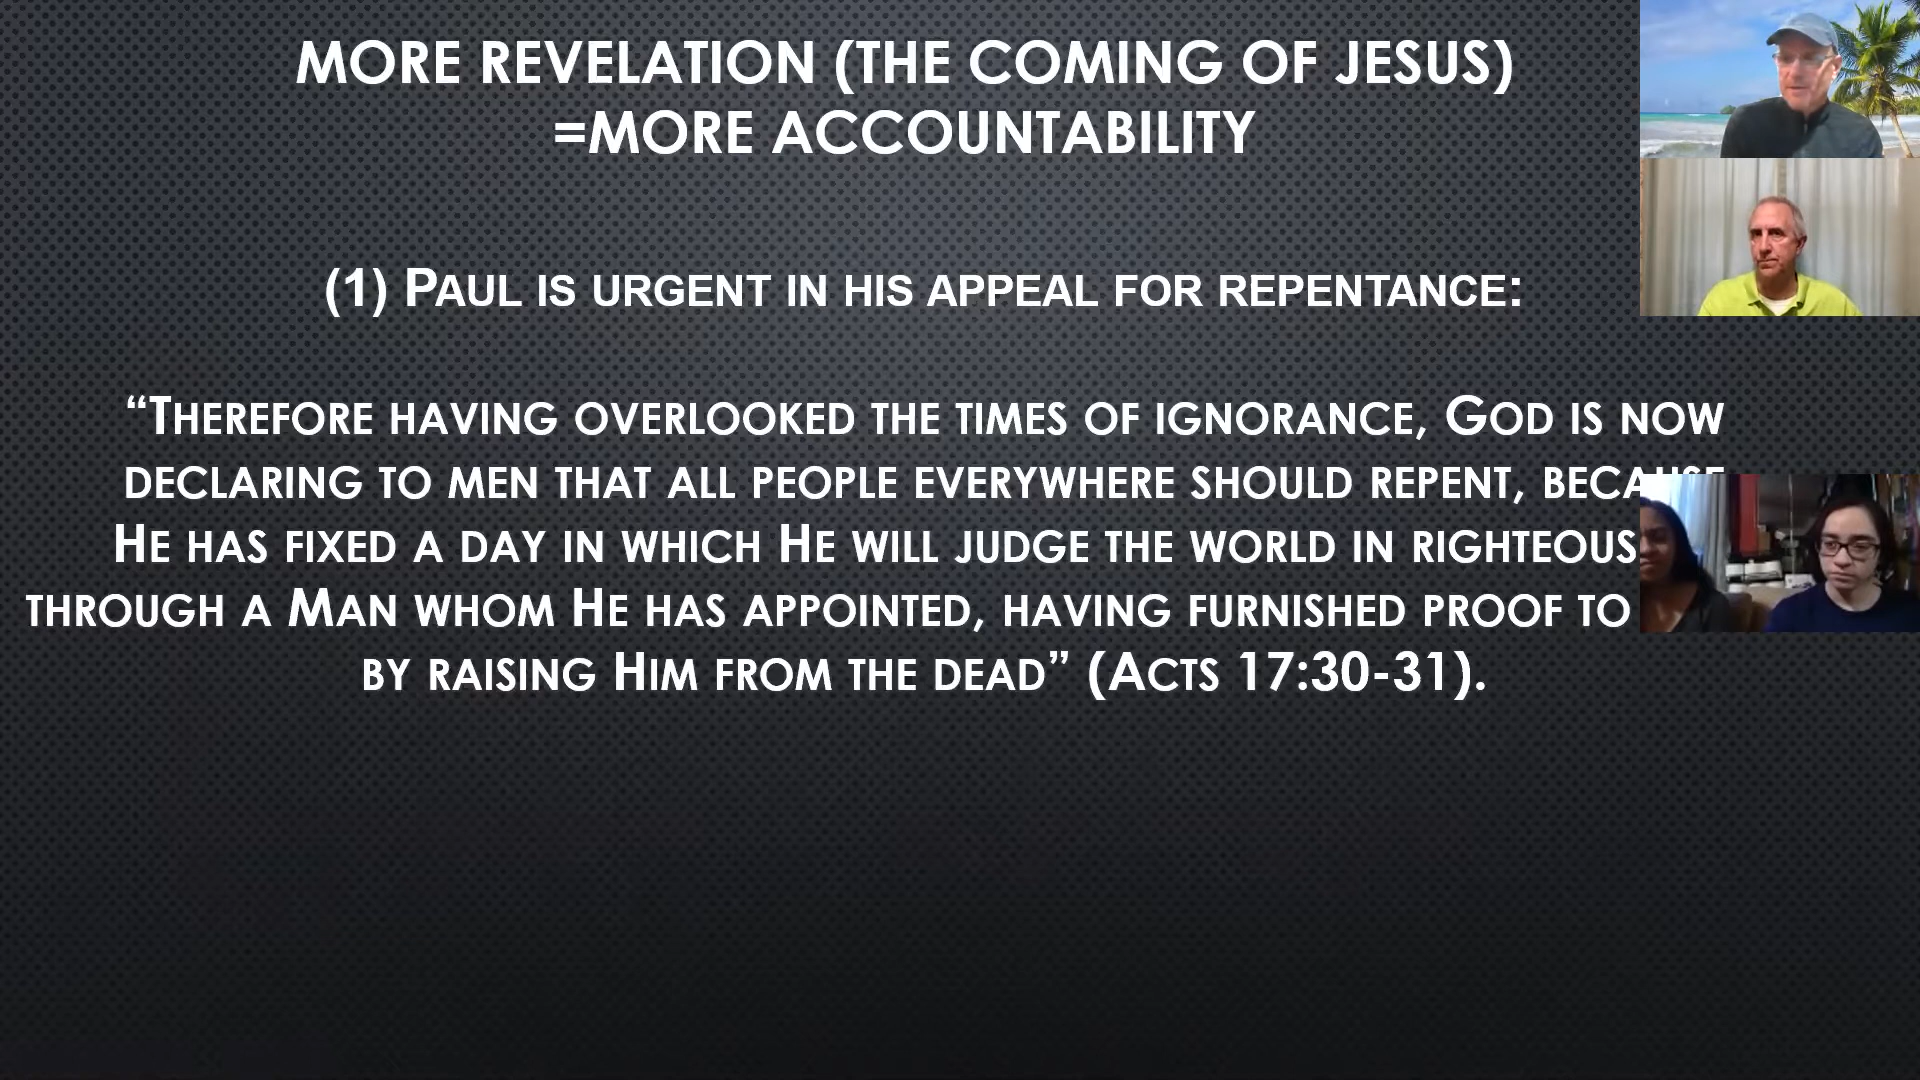 MORE REVELATION (THE COMING OF JESUS)
=MORE ACCOUNTABILITY
(1) PAUL IS URGENT IN HIS APPEAL FOR REPENTANCE:
“THEREFORE HAVING OVERLOOKED THE TIMES OF IGNORANCE, GOD IS NOW
DECLARING TO MEN THAT ALL PEOPLE EVERYWHERE SHOULD REPENT, BECAUSE
HE HAS FIXED A DAY IN WHICH HE WILL JUDGE THE WORLD IN RIGHTEOUS
THROUGH A MAN WHOM HE HAS APPOINTED, HAVING FURNISHED PROOF TO
BY RAISING HIM FROM THE DEAD” (ACTS 17:30-31).